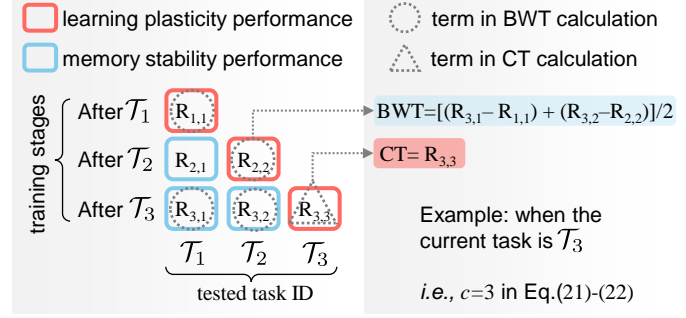 learning plasticity performance
term in BWT calculation
memory stability performance
term in CT calculation
training stages
After 𝒯₁
R₁,₁
BWT=[(R₃,₁− R₁,₁) + (R₃,₂−R₂,₂)]/2
After 𝒯₂
R₂,₁
R₂,₂
CT= R₃,₃
After 𝒯₃
R₃,₁
R₃,₂
R₃,₃
𝒯₁
𝒯₂
𝒯₃
tested task ID
Example: when the
current task is 𝒯₃
i.e., c=3 in Eq.(21)-(22)